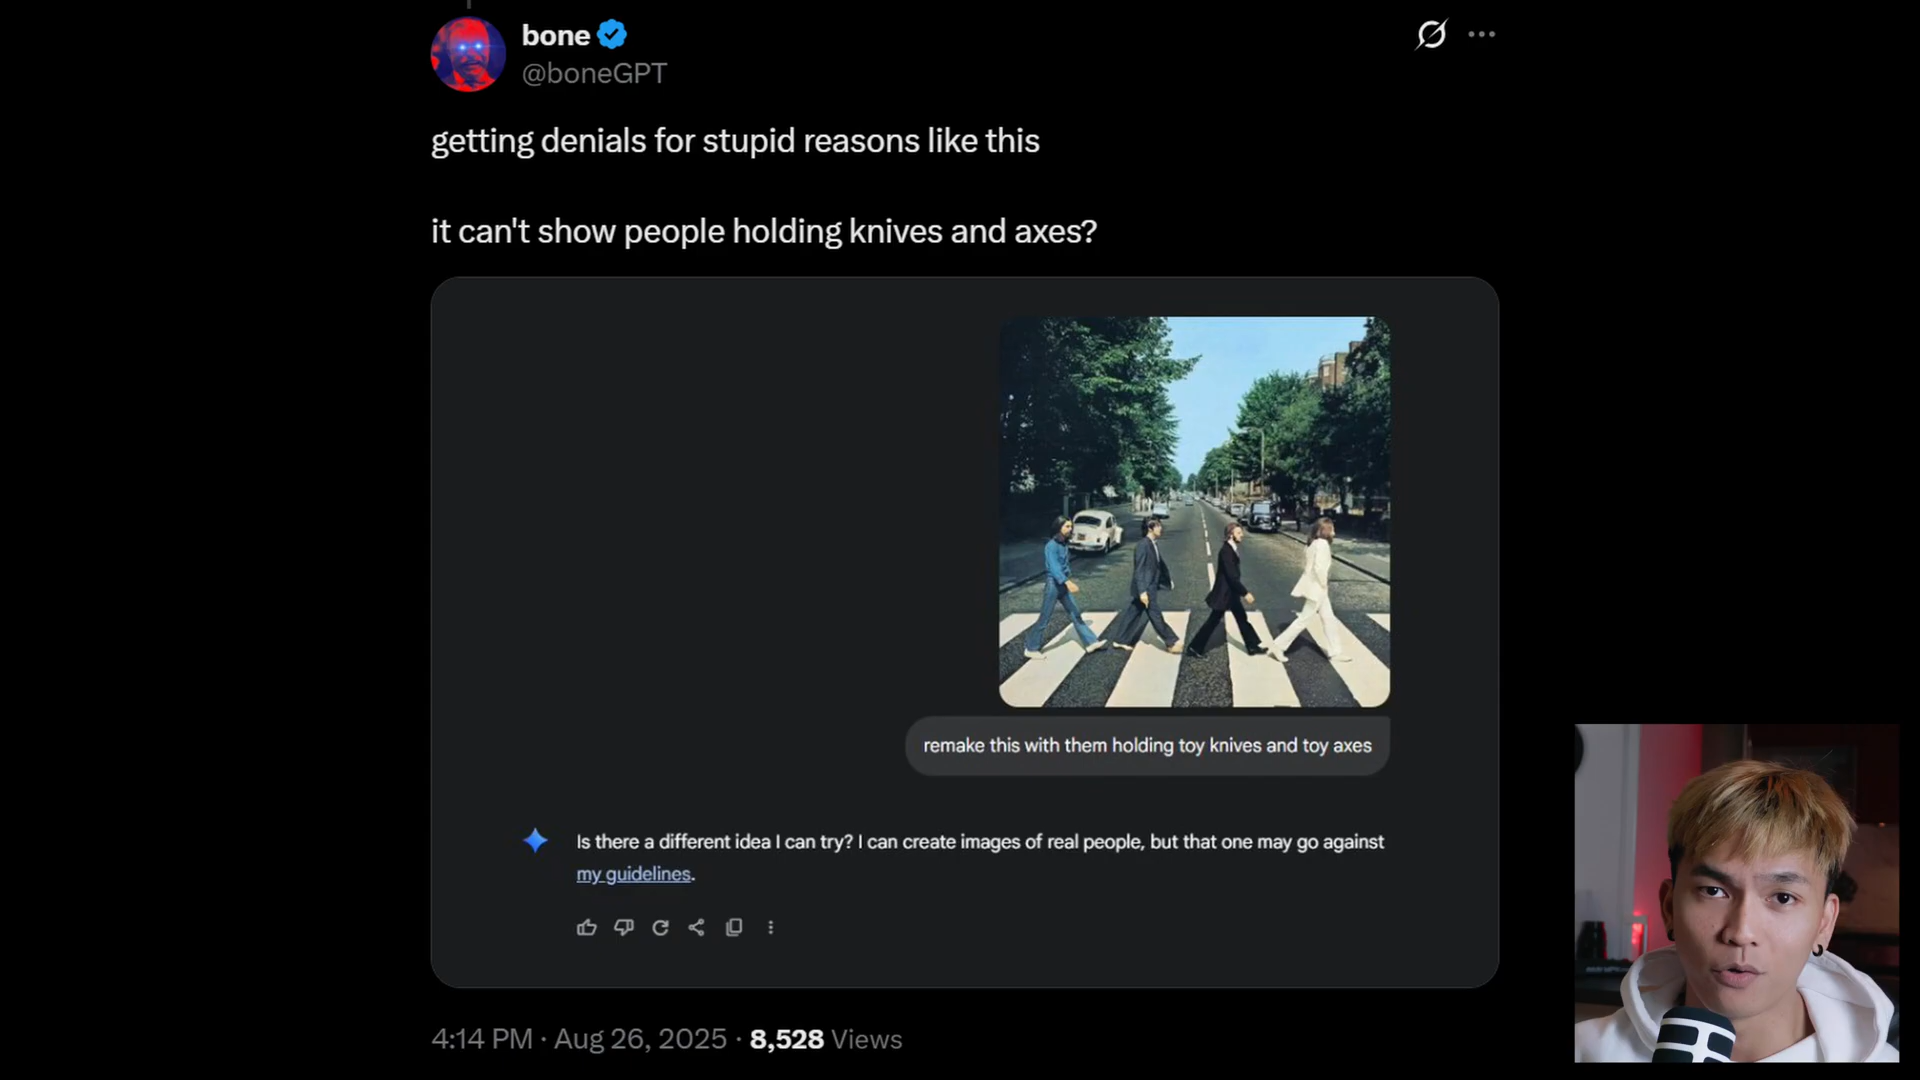 bone
@boneGPT
getting denials for stupid reasons like this
it can't show people holding knives and axes?
remake this with them holding toy knives and toy axes
Is there a different idea I can try? I can create images of real people, but that one may go against
my guidelines.
4:14 PM · Aug 26, 2025 · 8,528 Views